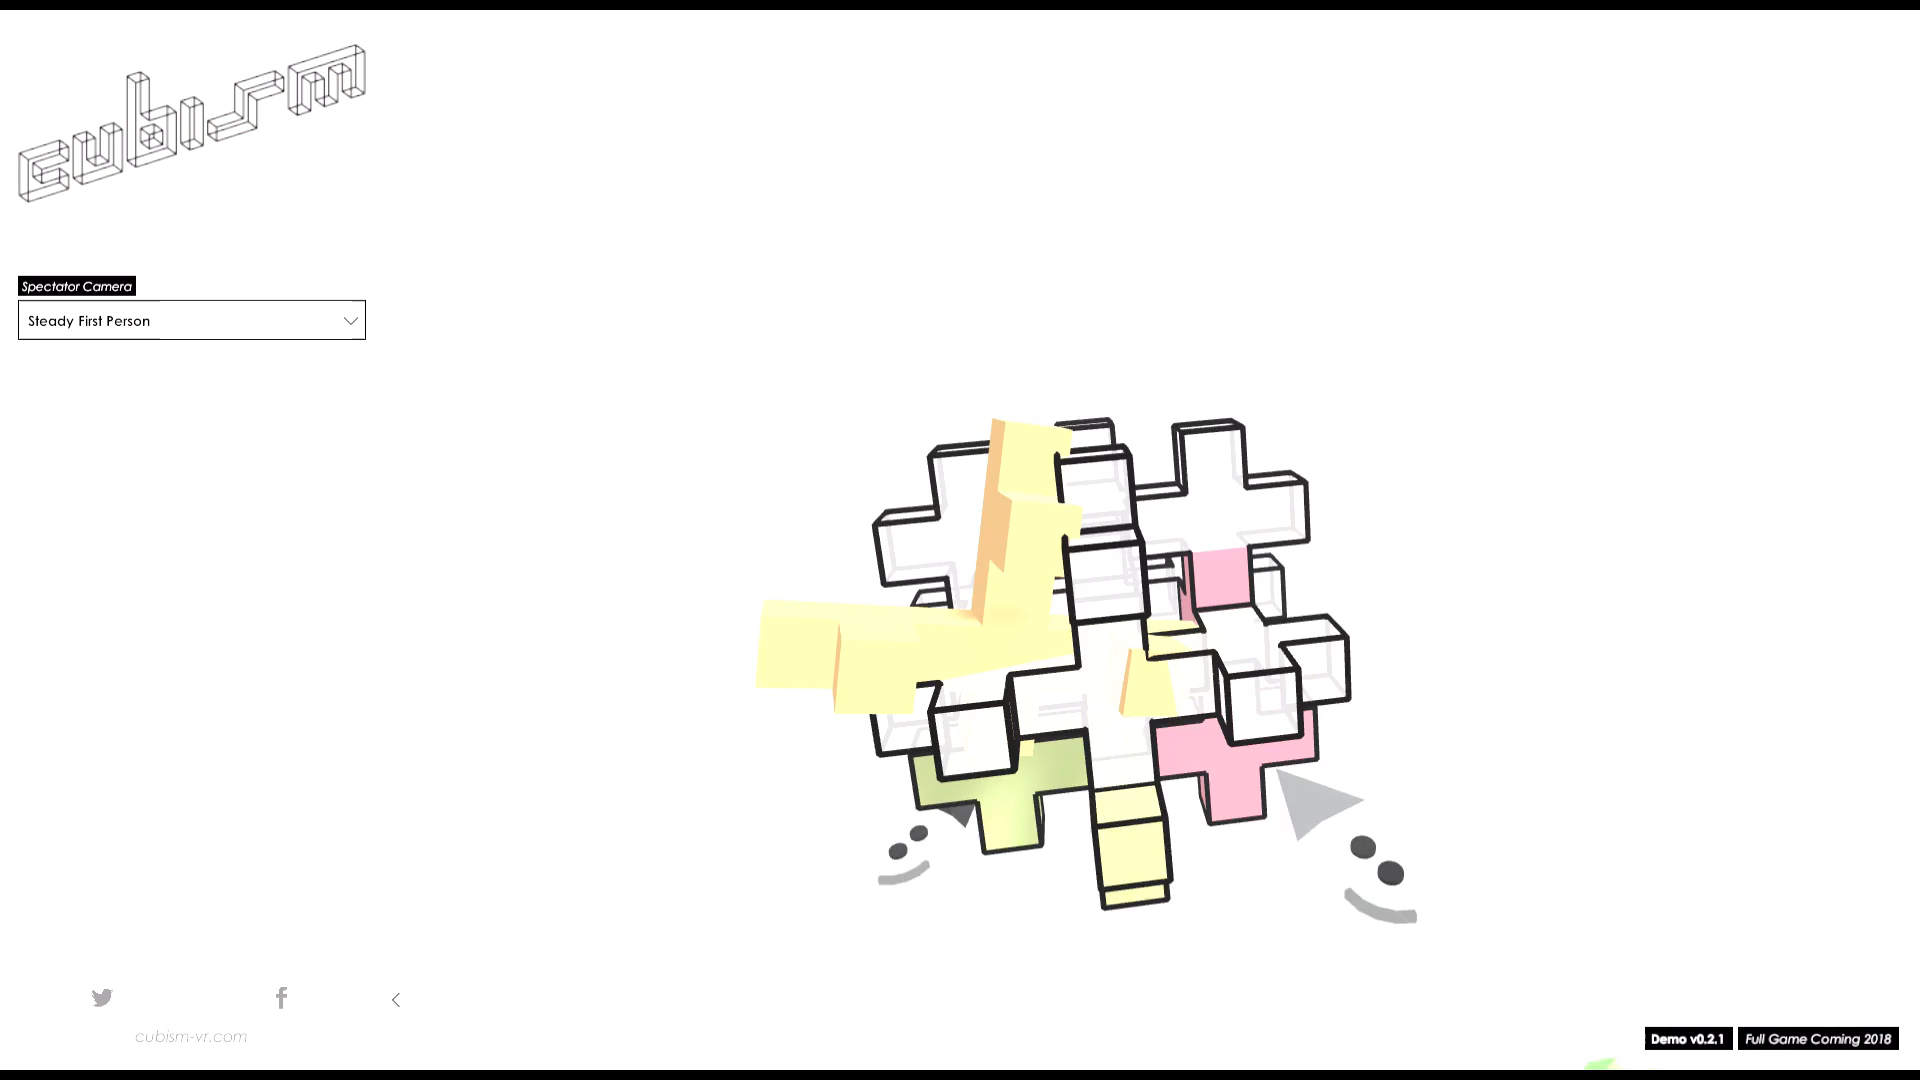 cubism
Spectator Camera
Steady First Person
cubism-vr.com
Demo v0.2.1
Full Game Coming 2018